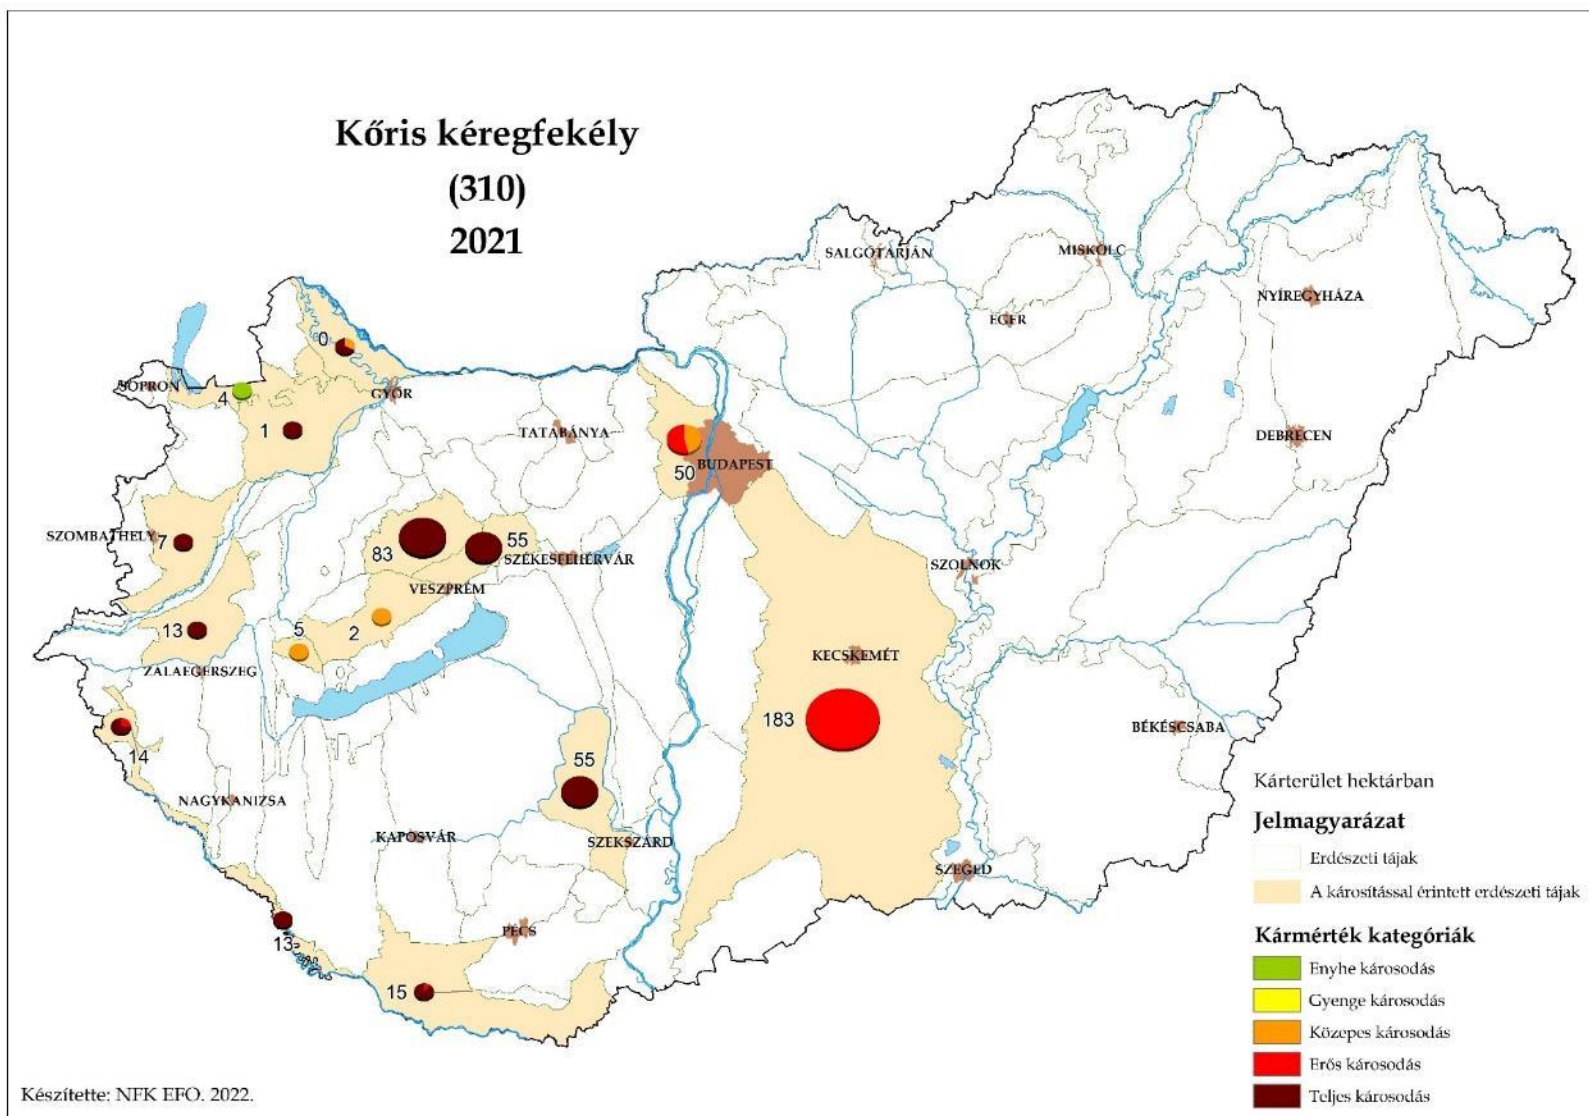 Kőris kéregfekély
(310)
2021
SALGÓTARJÁN
MISKOLC
NYÍREGYHÁZA
EGER
0
SOPRON
4
GYŐR
1
TATABÁNYA
BUDAPEST
50
DEBRECEN
SZOMBATHELY
7
83
55
SZÉKESFEHÉRVÁR
SZOLNOK
VESZPRÉM
13
5
2
ZALAEGERSZEG
KECSKEMÉT
183
BÉKÉSCSABA
14
55
NAGYKANIZSA
KAPOSVÁR
SZEKSZÁRD
SZEGED
13
PÉCS
15
Kárterület hektárban
Jelmagyarázat
Erdészeti tájak
A károsítással érintett erdészeti tájak
Kármérték kategóriák
Enyhe károsodás
Gyenge károsodás
Közepes károsodás
Erős károsodás
Teljes károsodás
Készítette: NFK EFO. 2022.